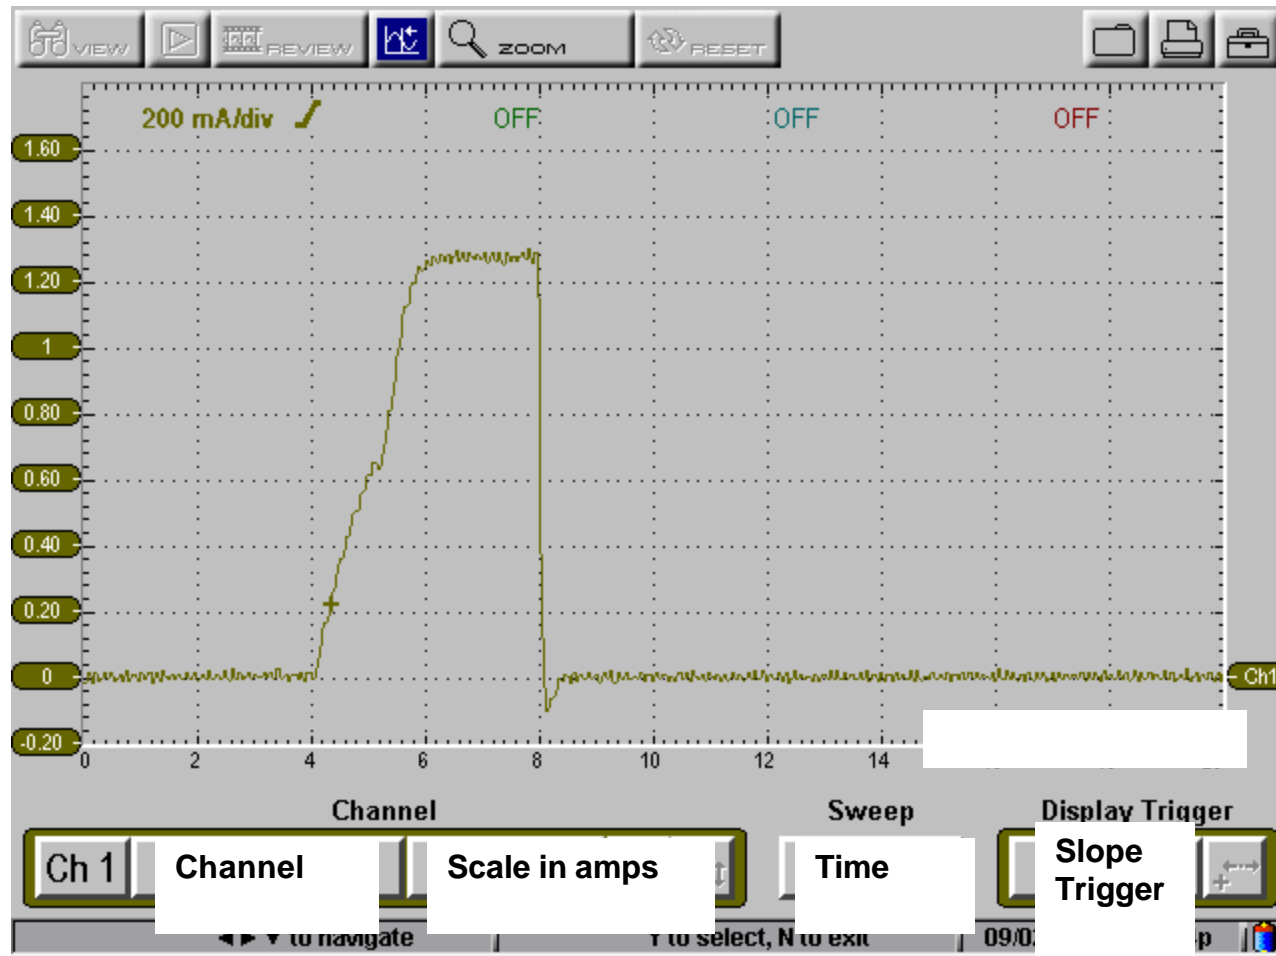 VIEW REVIEW ZOOM RESET
200 mA/div OFF OFF OFF
1.60
1.40
1.20
1
0.80
0.60
0.40
0.20
0 Ch1
-0.20
0 2 4 6 8 10 12 14
Channel Sweep Display Trigger
Ch 1 Channel Scale in amps Time Slope
Trigger
to navigate Y to select, N to exit 09/0